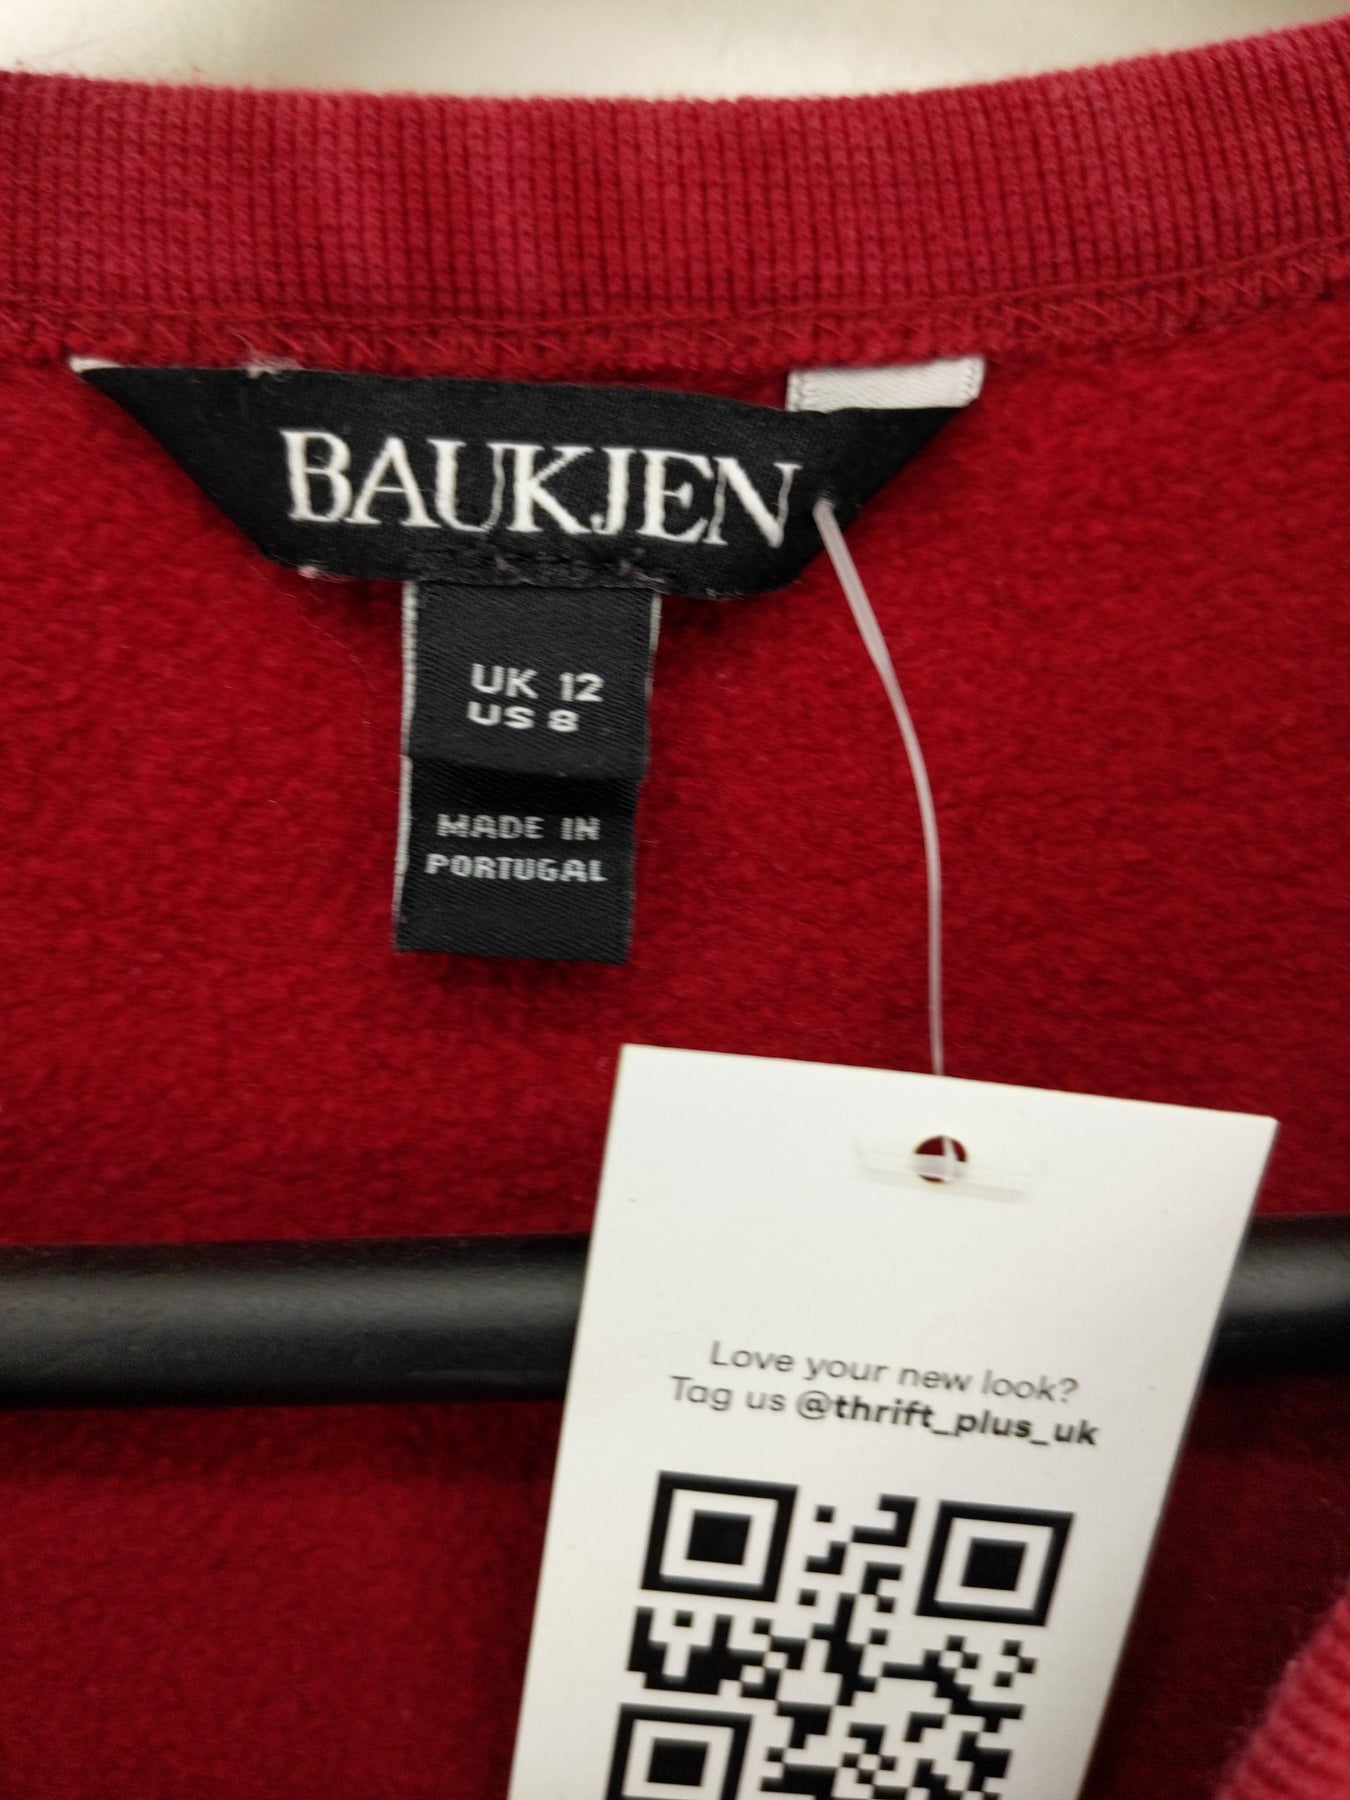 BAUKJEN
UK 12
US 8
MADE IN
PORTUGAL
Love your new look?
Tag us @thrift_plus_uk